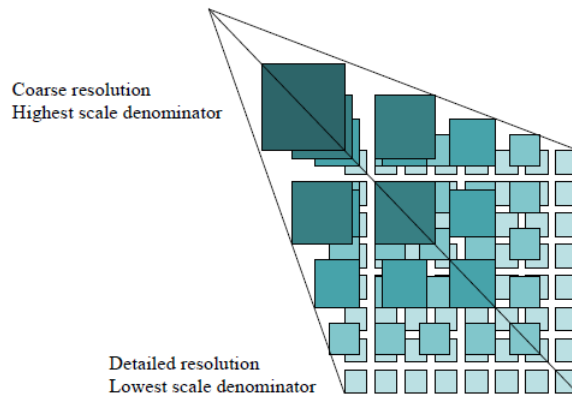 Coarse resolution
Highest scale denominator
Detailed resolution
Lowest scale denominator